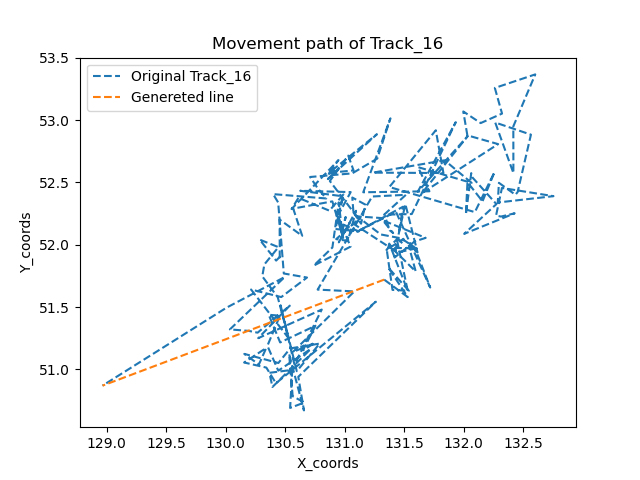 Movement path of Track_16
Original Track_16
Genereted line
Y_coords
53.5
53.0
52.5
52.0
51.5
51.0
129.0 129.5 130.0 130.5 131.0 131.5 132.0 132.5
X_coords